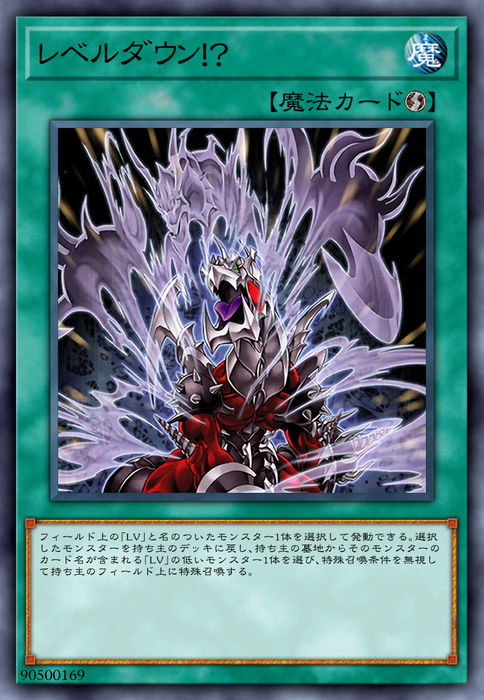 レベルダウン!?
魔
【魔法カード】
フィールド上の「LV」と名のついたモンスター1体を選択して発動できる。選択
したモンスターを持ち主のデッキに戻し、持ち主の墓地からそのモンスターの
カード名が含まれる「LV」の低いモンスター1体を選び、特殊召喚条件を無視し
て持ち主のフィールド上に特殊召喚する。
90500169